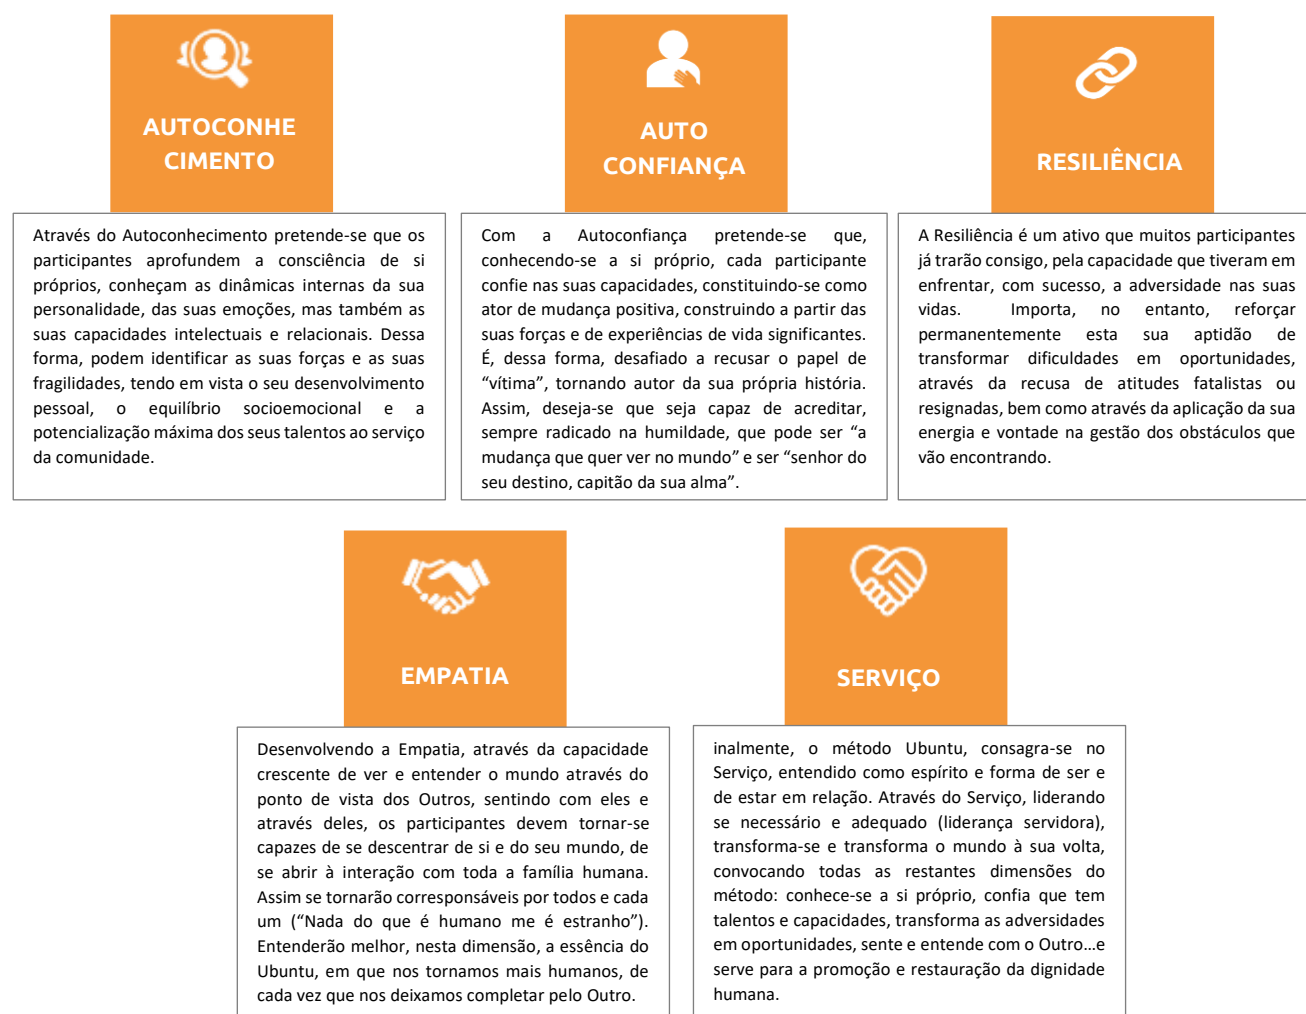 AUTOCONHE
CIMENTO
Através do Autoconhecimento pretende-se que os
participantes aprofundem a consciência de si
próprios, conheçam as dinâmicas internas da sua
personalidade, das suas emoções, mas também as
suas capacidades intelectuais e relacionais. Dessa
forma, podem identificar as suas forças e as suas
fragilidades, tendo em vista o seu desenvolvimento
pessoal, o equilíbrio socioemocional e a
potencialização máxima dos seus talentos ao serviço
da comunidade.
AUTO
CONFIANÇA
Com a Autoconfiança pretende-se que,
conhecendo-se a si próprio, cada participante
confie nas suas capacidades, constituindo-se como
ator de mudança positiva, construindo a partir das
suas forças e de experiências de vida significantes.
É, dessa forma, desafiado a recusar o papel de
“vítima”, tornando autor da sua própria história.
Assim, deseja-se que seja capaz de acreditar,
sempre radicado na humildade, que pode ser “a
mudança que quer ver no mundo” e ser “senhor do
seu destino, capitão da sua alma”.
RESILIÊNCIA
A Resiliência é um ativo que muitos participantes
já trarão consigo, pela capacidade que tiveram em
enfrentar, com sucesso, a adversidade nas suas
vidas. Importa, no entanto, reforçar
permanentemente esta sua aptidão de
transformar dificuldades em oportunidades,
através da recusa de atitudes fatalistas ou
resignadas, bem como através da aplicação da sua
energia e vontade na gestão dos obstáculos que
vão encontrando.
EMPATIA
Desenvolvendo a Empatia, através da capacidade
crescente de ver e entender o mundo através do
ponto de vista dos Outros, sentindo com eles e
através deles, os participantes devem tornar-se
capazes de se descentrar de si e do seu mundo, de
se abrir à interação com toda a família humana.
Assim se tornarão corresponsáveis por todos e cada
um (“Nada do que é humano me é estranho”).
Entenderão melhor, nesta dimensão, a essência do
Ubuntu, em que nos tornamos mais humanos, de
cada vez que nos deixamos completar pelo Outro.
SERVIÇO
inalmente, o método Ubuntu, consagra-se no
Serviço, entendido como espírito e forma de ser e
de estar em relação. Através do Serviço, liderando
se necessário e adequado (liderança servidora),
transforma-se e transforma o mundo à sua volta,
convocando todas as restantes dimensões do
método: conhece-se a si próprio, confia que tem
talentos e capacidades, transforma as adversidades
em oportunidades, sente e entende com o Outro…e
serve para a promoção e restauração da dignidade
humana.